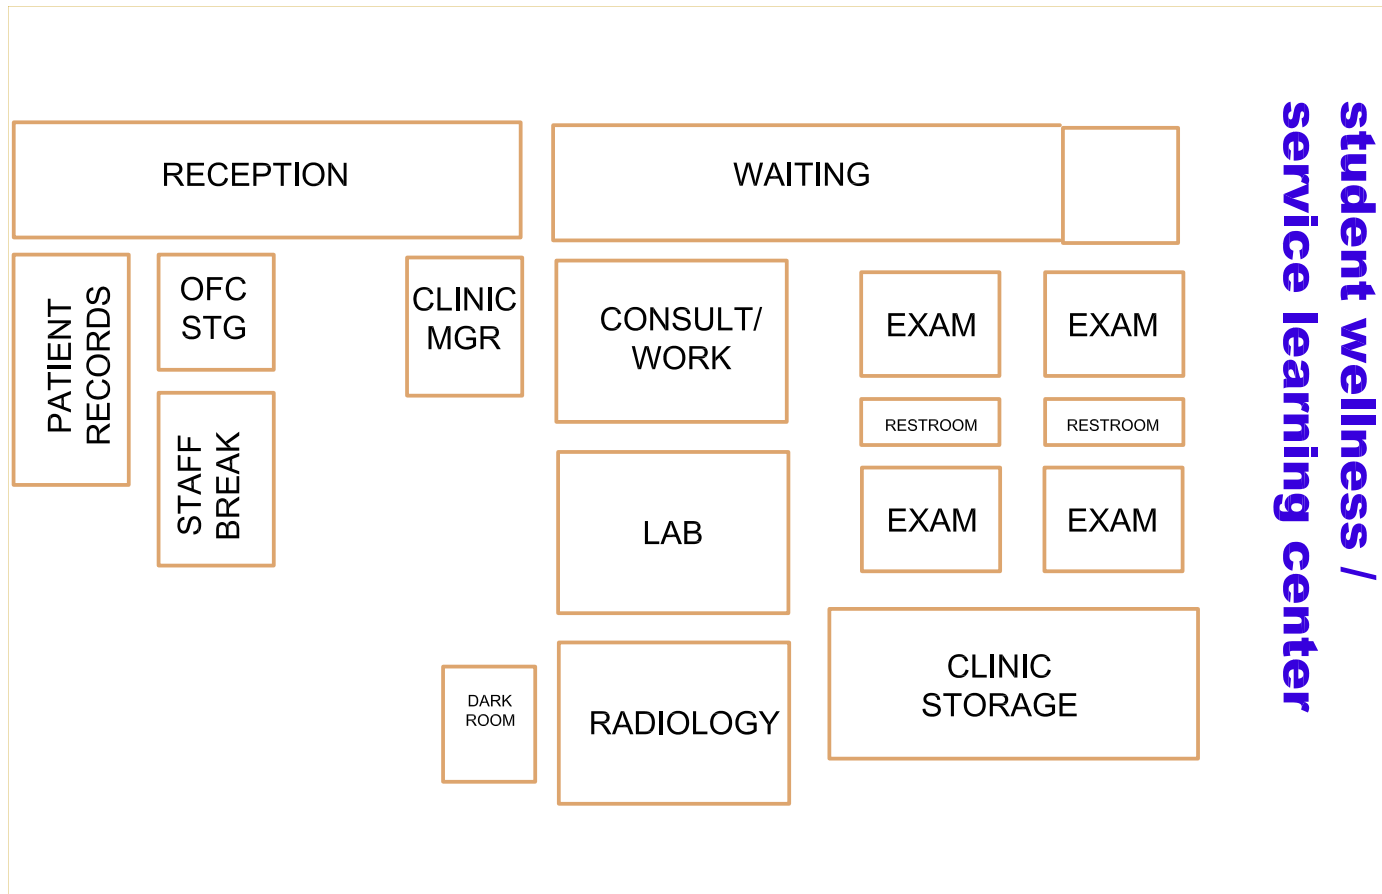 RECEPTION
WAITING
PATIENT
RECORDS
OFC
STG
CLINIC
MGR
CONSULT/
WORK
EXAM
EXAM
STAFF
BREAK
RESTROOM
RESTROOM
LAB
EXAM
EXAM
DARK
ROOM
RADIOLOGY
CLINIC
STORAGE
student wellness /
service learning center